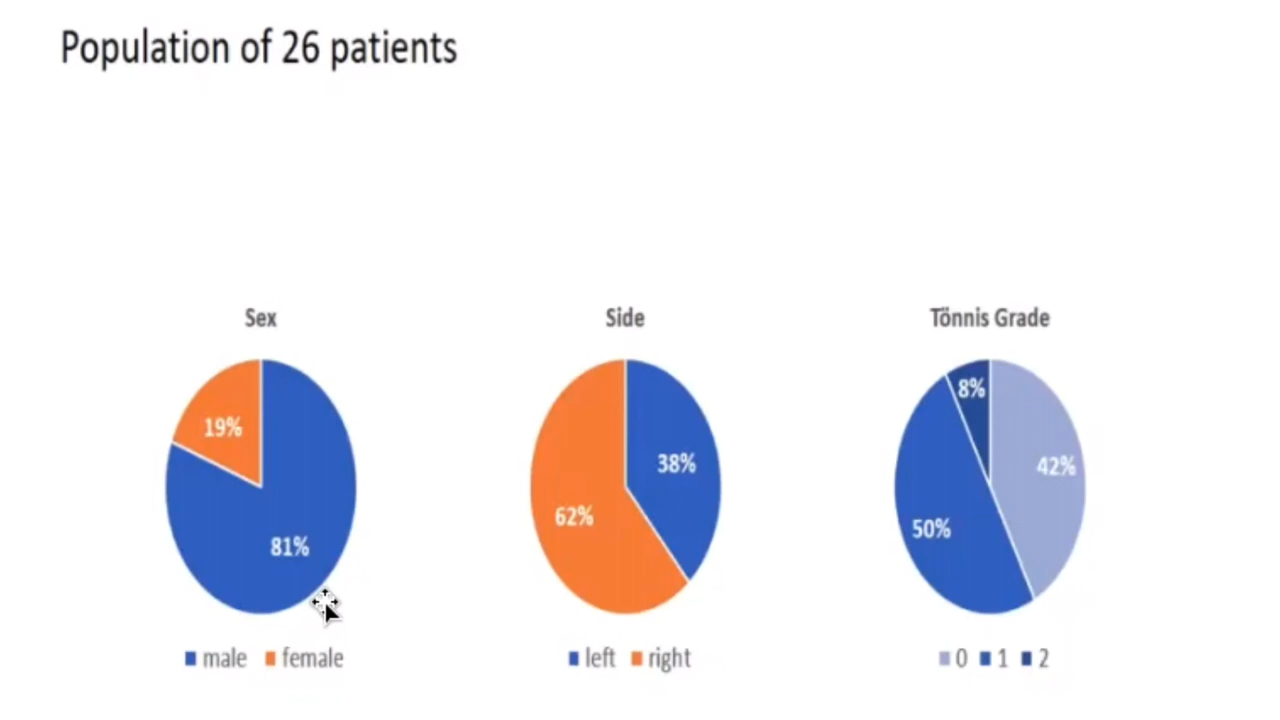 Population of 26 patients
Sex
19%
81%
male female
Side
38%
62%
left right
Tönnis Grade
8%
42%
50%
0 1 2